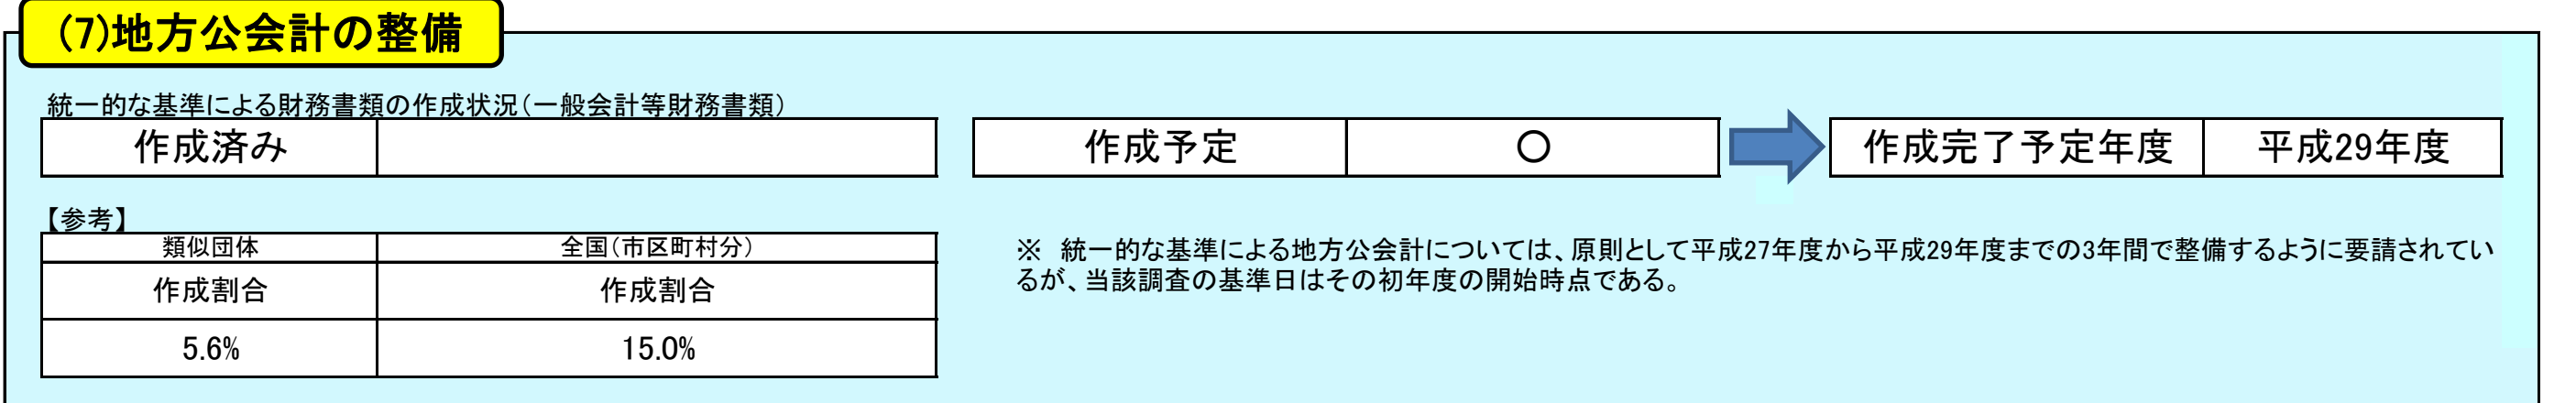 (7)地方公会計の整備
統一的な基準による財務書類の作成状況(一般会計等財務書類)
作成済み
作成予定 ○
作成完了予定年度 平成29年度
【参考】
類似団体 全国(市区町村分)
作成割合 作成割合
5.6% 15.0%
※ 統一的な基準による地方公会計については、原則として平成27年度から平成29年度までの3年間で整備するように要請されてい
るが、当該調査の基準日はその初年度の開始時点である。